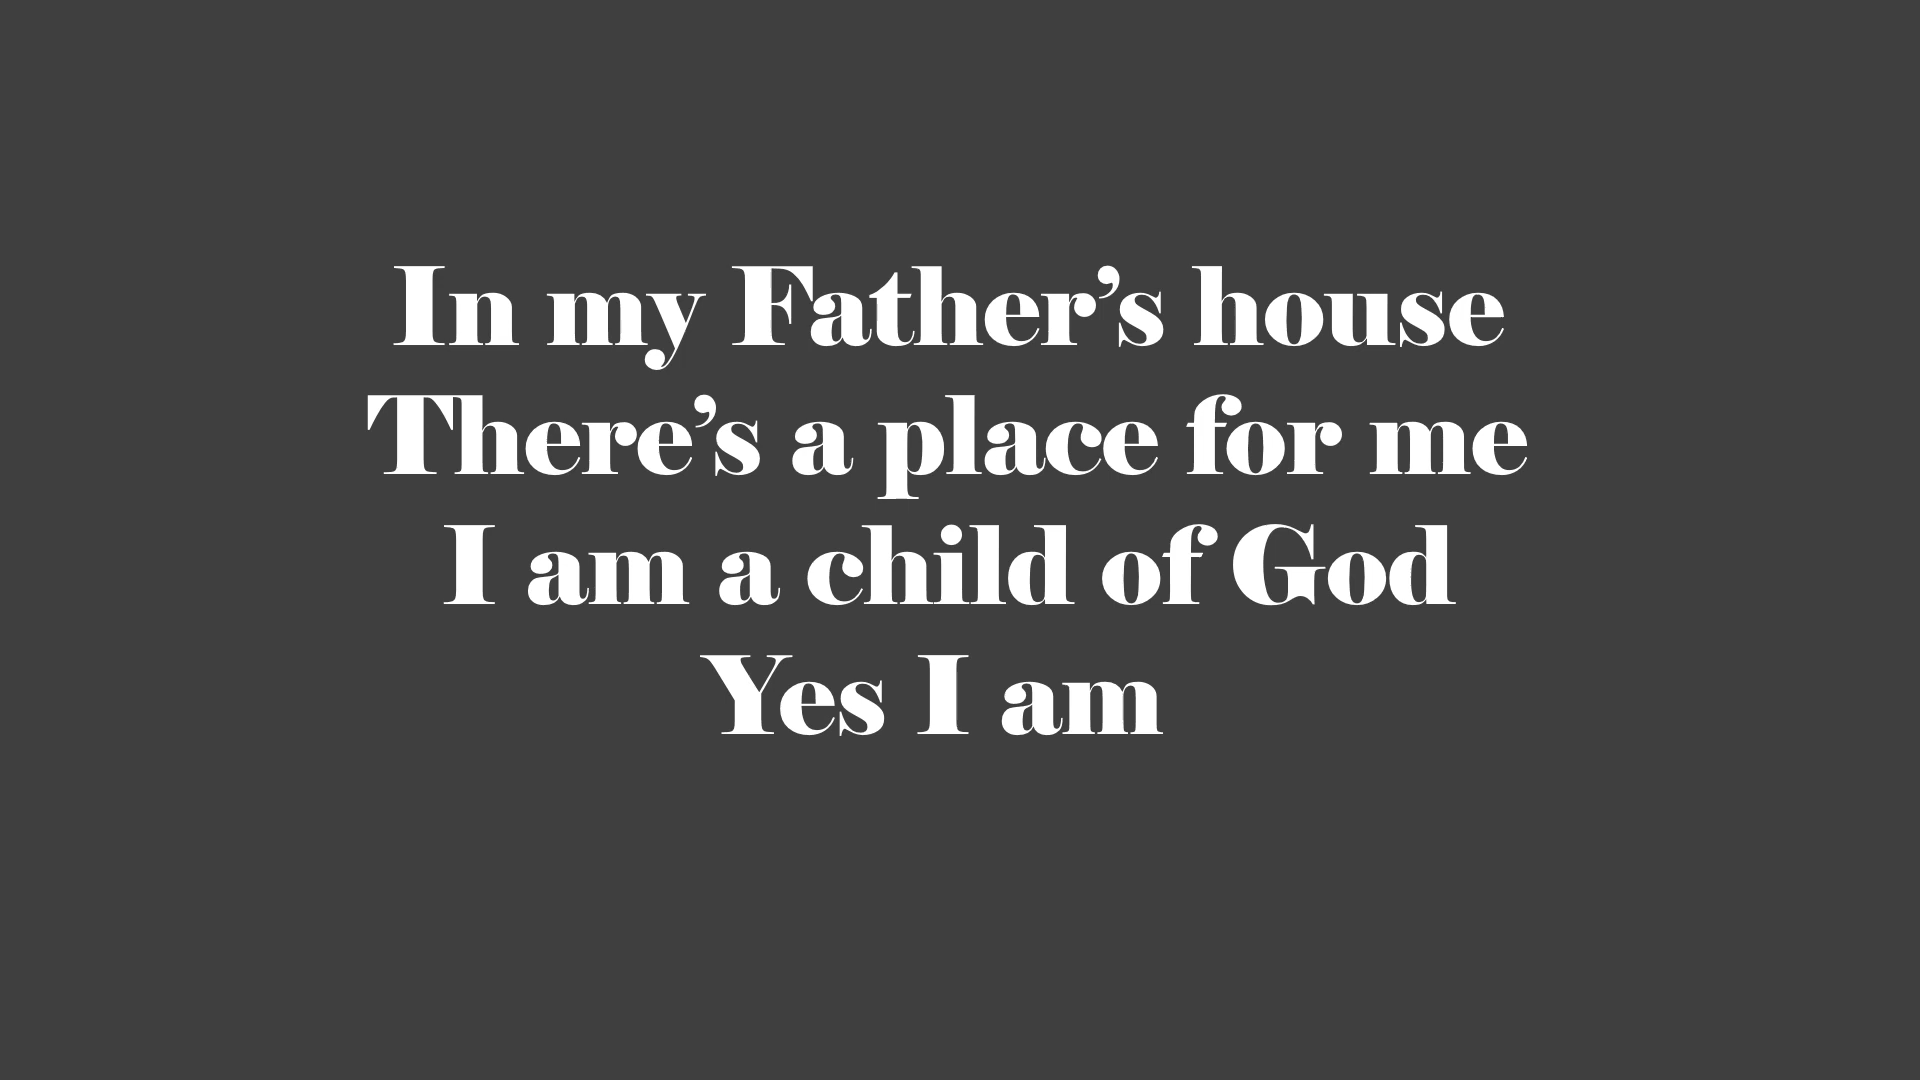 In my Father’s house
There’s a place for me
I am a child of God
Yes I am